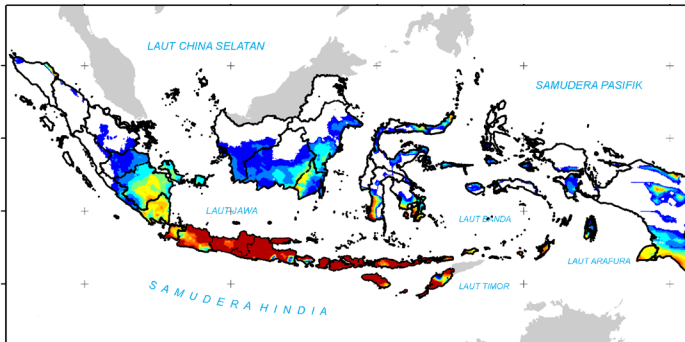 LAUT CHINA SELATAN
SAMUDERA PASIFIK
LAUT JAWA
LAUT BANDA
LAUT ARAFURA
LAUT TIMOR
SAMUDERA HINDIA